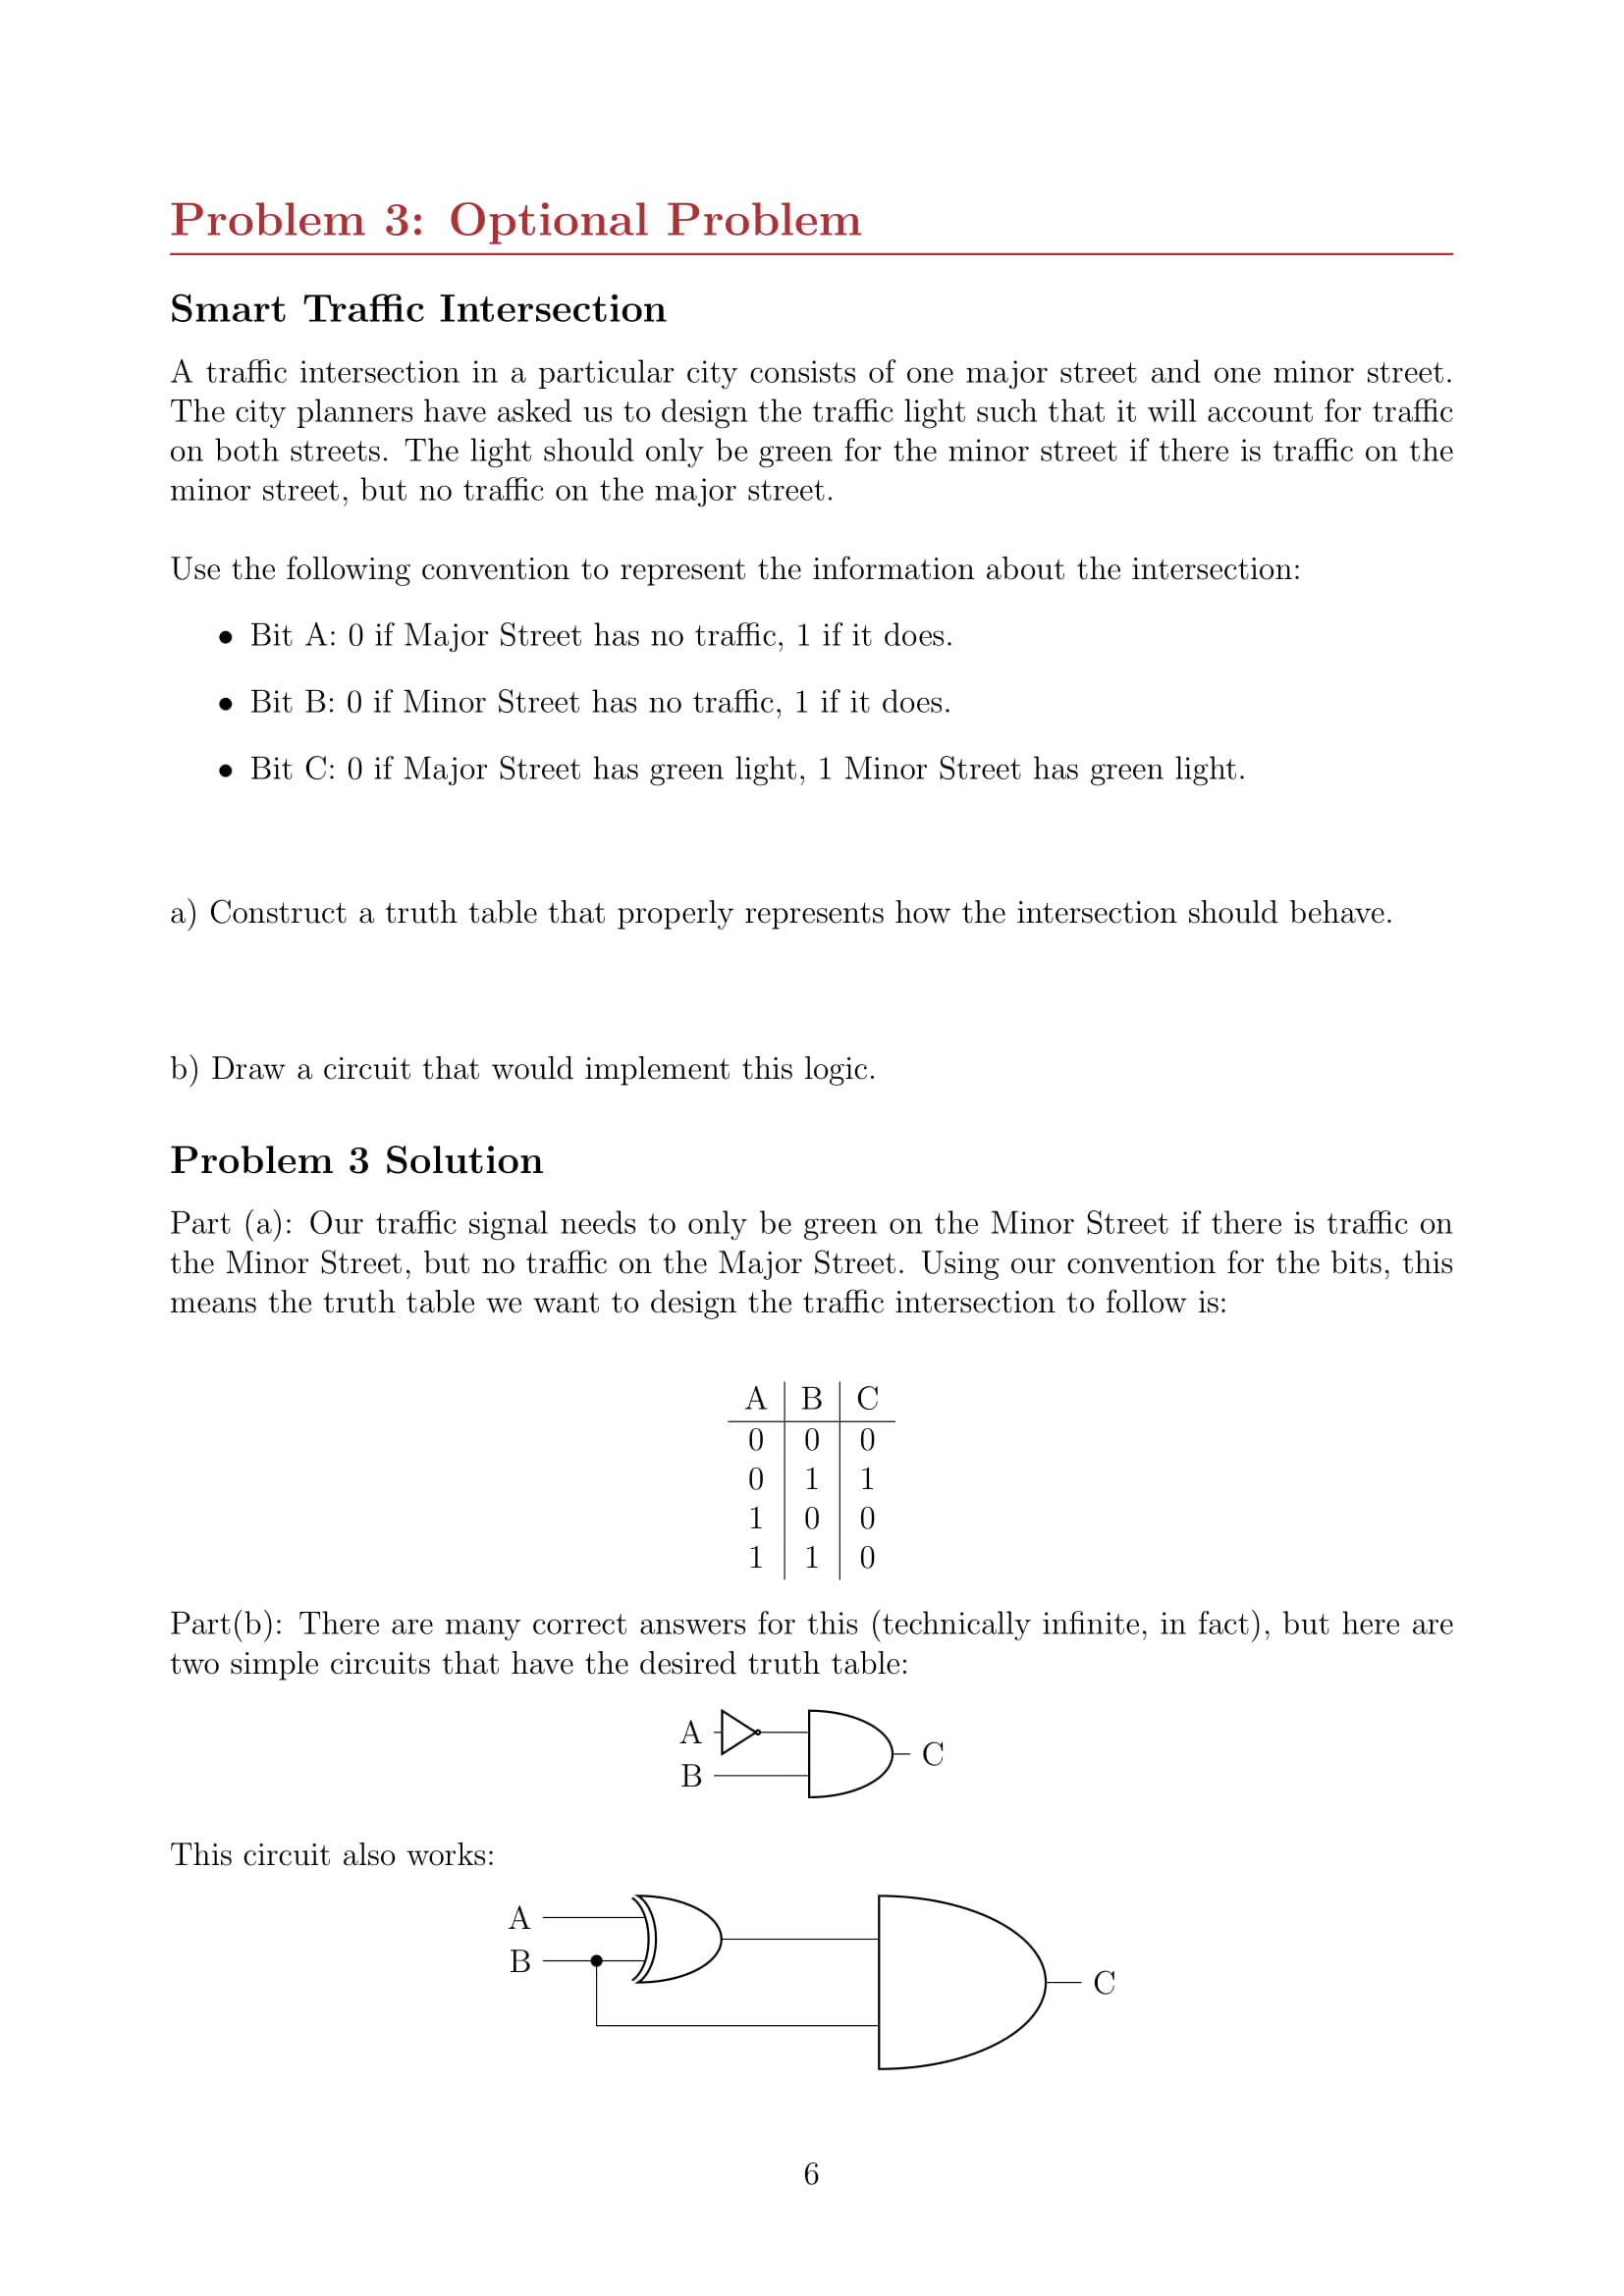 Problem 3: Optional Problem
Smart Traffic Intersection
A traffic intersection in a particular city consists of one major street and one minor street.
The city planners have asked us to design the traffic light such that it will account for traffic
on both streets. The light should only be green for the minor street if there is traffic on the
minor street, but no traffic on the major street.
Use the following convention to represent the information about the intersection:
• Bit A: 0 if Major Street has no traffic, 1 if it does.
• Bit B: 0 if Minor Street has no traffic, 1 if it does.
• Bit C: 0 if Major Street has green light, 1 Minor Street has green light.
a) Construct a truth table that properly represents how the intersection should behave.
b) Draw a circuit that would implement this logic.
Problem 3 Solution
Part (a): Our traffic signal needs to only be green on the Minor Street if there is traffic on
the Minor Street, but no traffic on the Major Street. Using our convention for the bits, this
means the truth table we want to design the traffic intersection to follow is:
A B C
0 0 0
0 1 1
1 0 0
1 1 0
Part(b): There are many correct answers for this (technically infinite, in fact), but here are
two simple circuits that have the desired truth table:
A
C
B
This circuit also works:
A
B
C
6